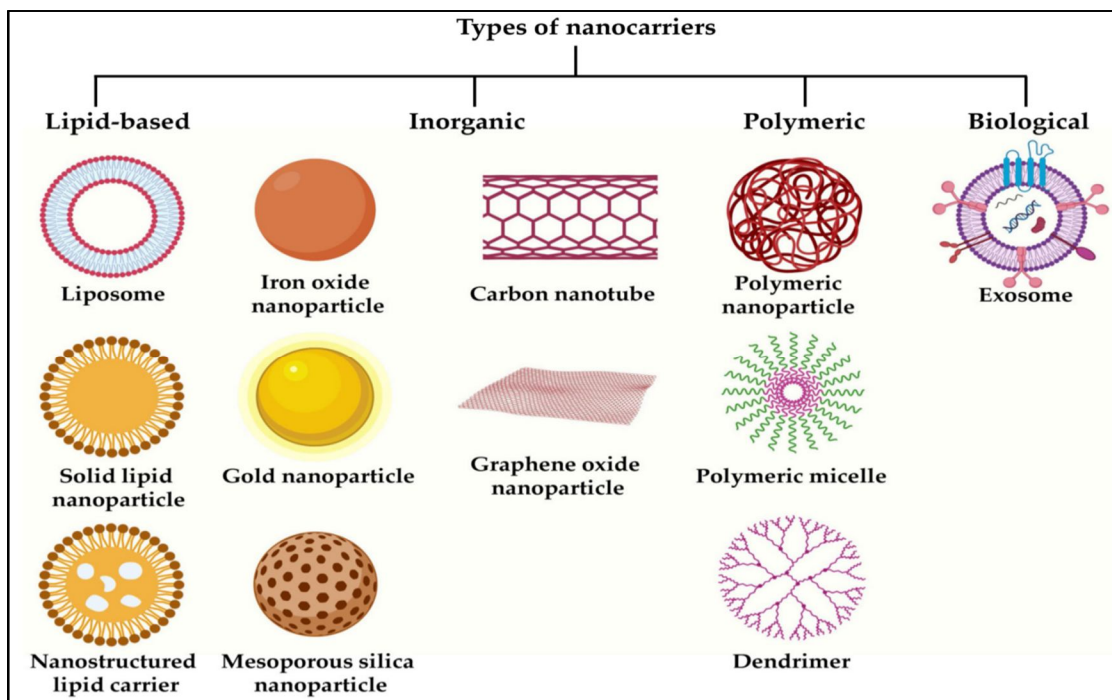 Types of nanocarriers
Lipid-based
Inorganic
Polymeric
Biological
Liposome
Iron oxide
nanoparticle
Carbon nanotube
Polymeric
nanoparticle
Exosome
Solid lipid
nanoparticle
Gold nanoparticle
Graphene oxide
nanoparticle
Polymeric micelle
Nanostructured
lipid carrier
Mesoporous silica
nanoparticle
Dendrimer